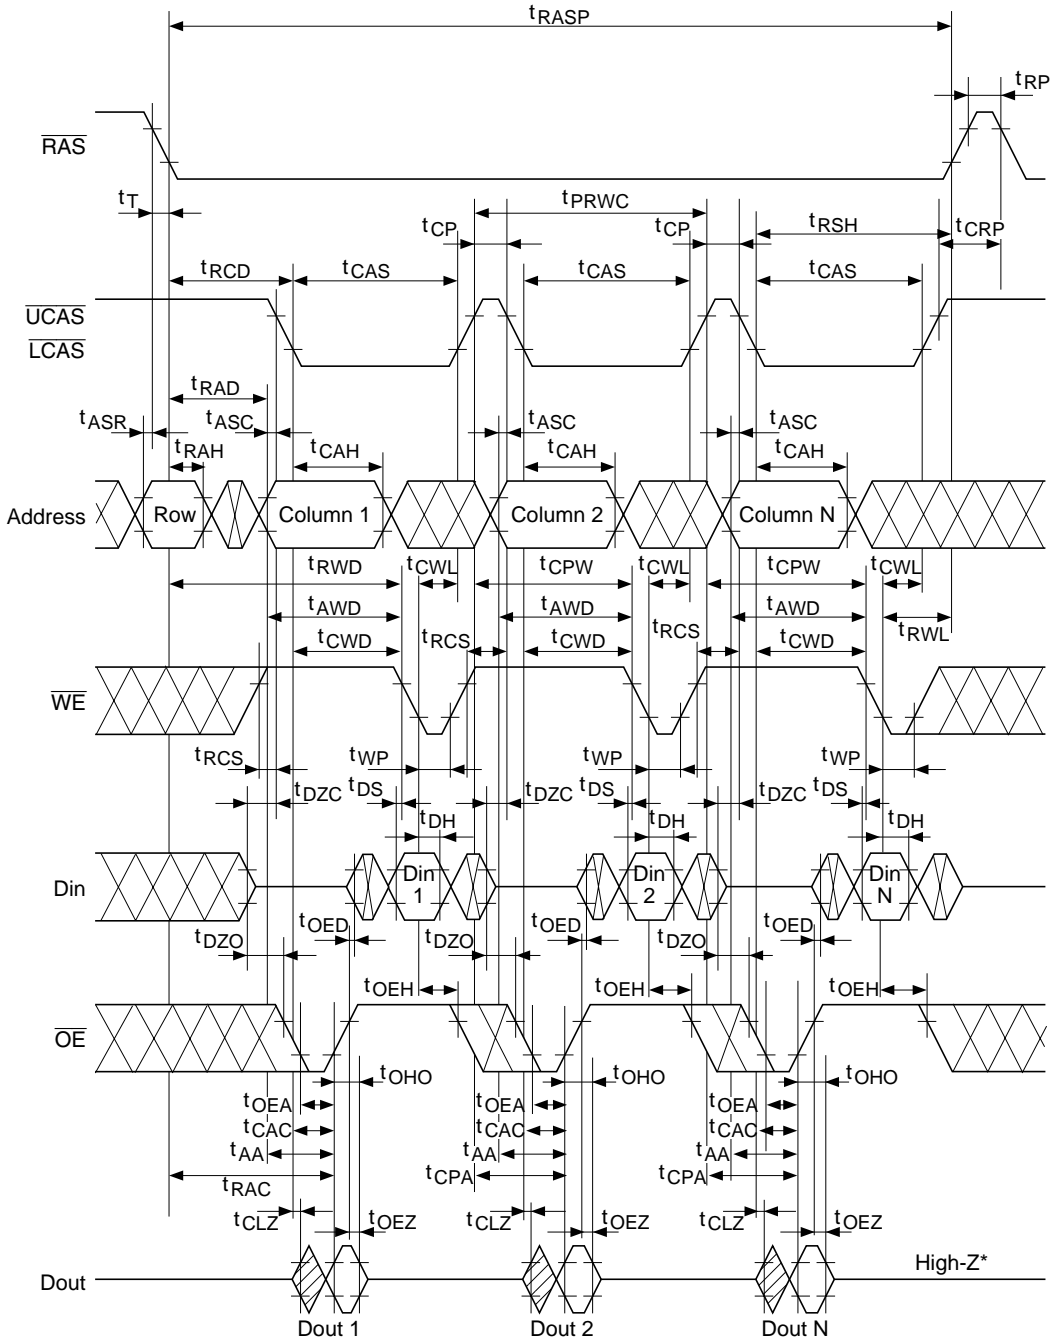 tRASP
tRP
RAS
tT
tPRWC
tCP
tCP
tRSH
tCRP
tRCD
tCAS
tCAS
tCAS
UCAS
LCAS
tRAD
tASR
tASC
tASC
tASC
tRAH
tCAH
tCAH
tCAH
Address
Row
Column 1
Column 2
Column N
tRWD
tCWL
tCPW
tCWL
tCPW
tCWL
tAWD
tAWD
tAWD
tRCS
tRCS
tRWL
tCWD
tCWD
tCWD
WE
tRCS
tWP
tWP
tWP
tDZC
tDS
tDZC
tDS
tDZC
tDS
tDH
tDH
tDH
Din
Din 1
Din 2
Din N
tOED
tOED
tOED
tDZO
tDZO
tDZO
tOEH
tOEH
tOEH
OE
tOHO
tOHO
tOHO
tOEA
tOEA
tOEA
tCAC
tCAC
tCAC
tAA
tAA
tAA
tRAC
tCPA
tCPA
tCLZ
tOEZ
tCLZ
tOEZ
tCLZ
tOEZ
High-Z*
Dout
Dout 1
Dout 2
Dout N